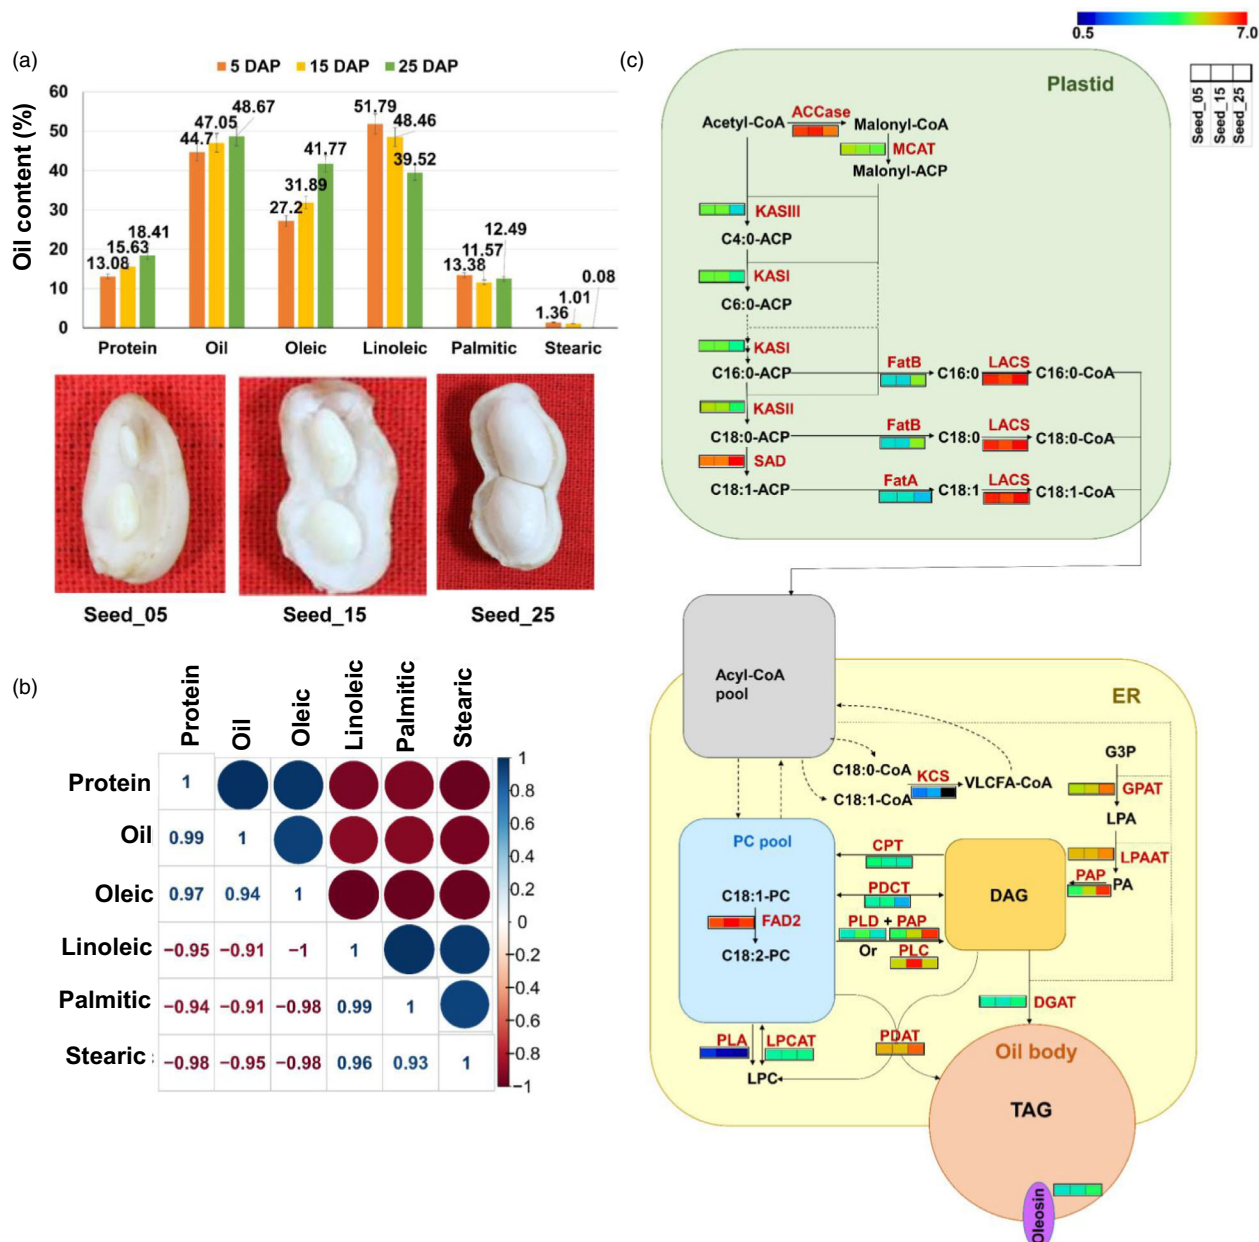 (a)
5 DAP 15 DAP 25 DAP
Oil content (%)
60
50
40
30
20
10
0
13.08 15.63 18.41
44.7 47.05 48.67
27.2 31.89 41.77
51.79 48.46 39.52
13.38 11.57 12.49
1.36 1.01 0.08
Protein Oil Oleic Linoleic Palmitic Stearic
Seed_05 Seed_15 Seed_25
(b)
Protein Oil Oleic Linoleic Palmitic Stearic
Protein 1
Oil 0.99 1
Oleic 0.97 0.94 1
Linoleic −0.95 −0.91 −1 1
Palmitic −0.94 −0.91 −0.98 0.99 1
Stearic −0.98 −0.95 −0.98 0.96 0.93 1
1
0.8
0.6
0.4
0.2
0
−0.2
−0.4
−0.6
−0.8
−1
(c)
0.5 7.0
Seed_05
Seed_15
Seed_25
Plastid
Acetyl-CoA ACCase Malonyl-CoA
MCAT
Malonyl-ACP
KASIII
C4:0-ACP
KASI
C6:0-ACP
KASI
C16:0-ACP FatB C16:0 LACS C16:0-CoA
KASII
C18:0-ACP FatB C18:0 LACS C18:0-CoA
SAD
C18:1-ACP FatA C18:1 LACS C18:1-CoA
Acyl-CoA
pool
ER
C18:0-CoA
C18:1-CoA
KCS
VLCFA-CoA
G3P
GPAT
LPA
LPAAT
PA
PAP
PC pool
C18:1-PC
FAD2
C18:2-PC
CPT
PDCT
PLD + PAP
Or PLC
DAG
DGAT
PLA LPCAT
LPC
PDAT
Oil body
TAG
Oleosin